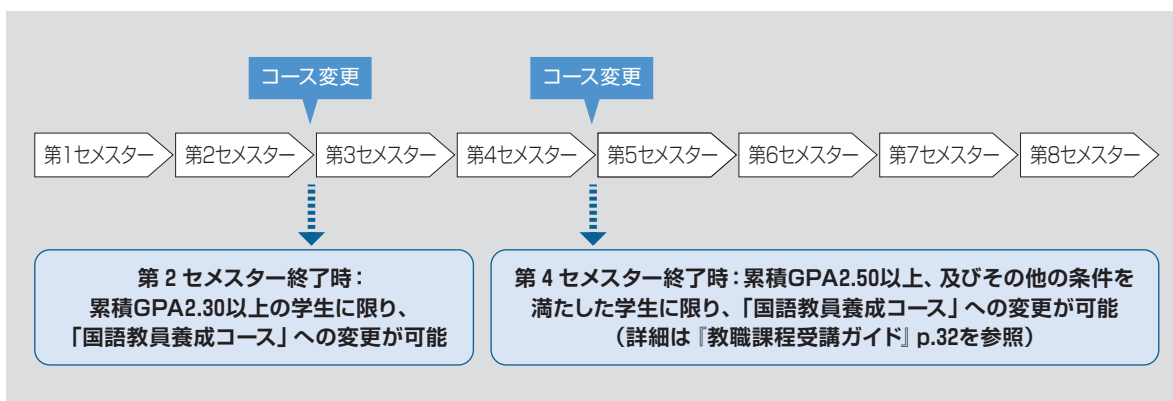 コース変更
コース変更
第1セメスター
第2セメスター
第3セメスター
第4セメスター
第5セメスター
第6セメスター
第7セメスター
第8セメスター
第 2 セメスター終了時：
累積GPA2.30以上の学生に限り、
「国語教員養成コース」への変更が可能
第 4 セメスター終了時：累積GPA2.50以上、及びその他の条件を
満たした学生に限り、「国語教員養成コース」への変更が可能
（詳細は『教職課程受講ガイド』p.32を参照）